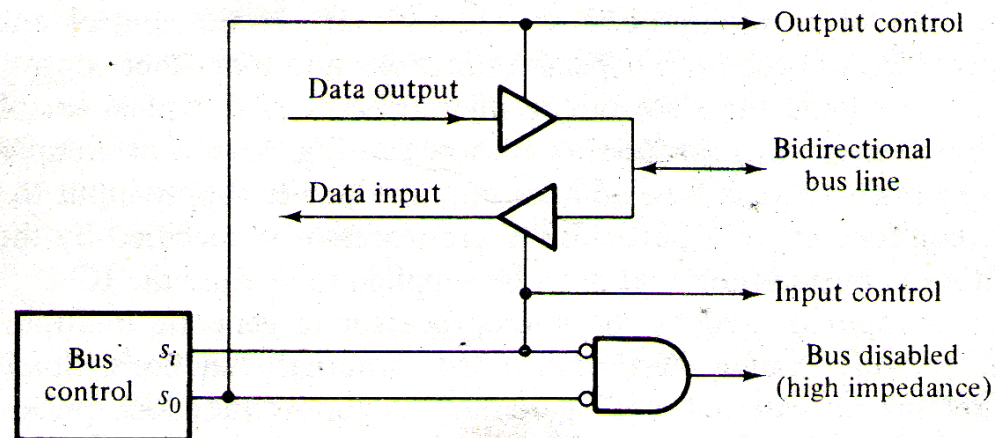 Output control
Data output
Bidirectional
bus line
Data input
Input control
Bus
control
s_i
s_0
Bus disabled
(high impedance)